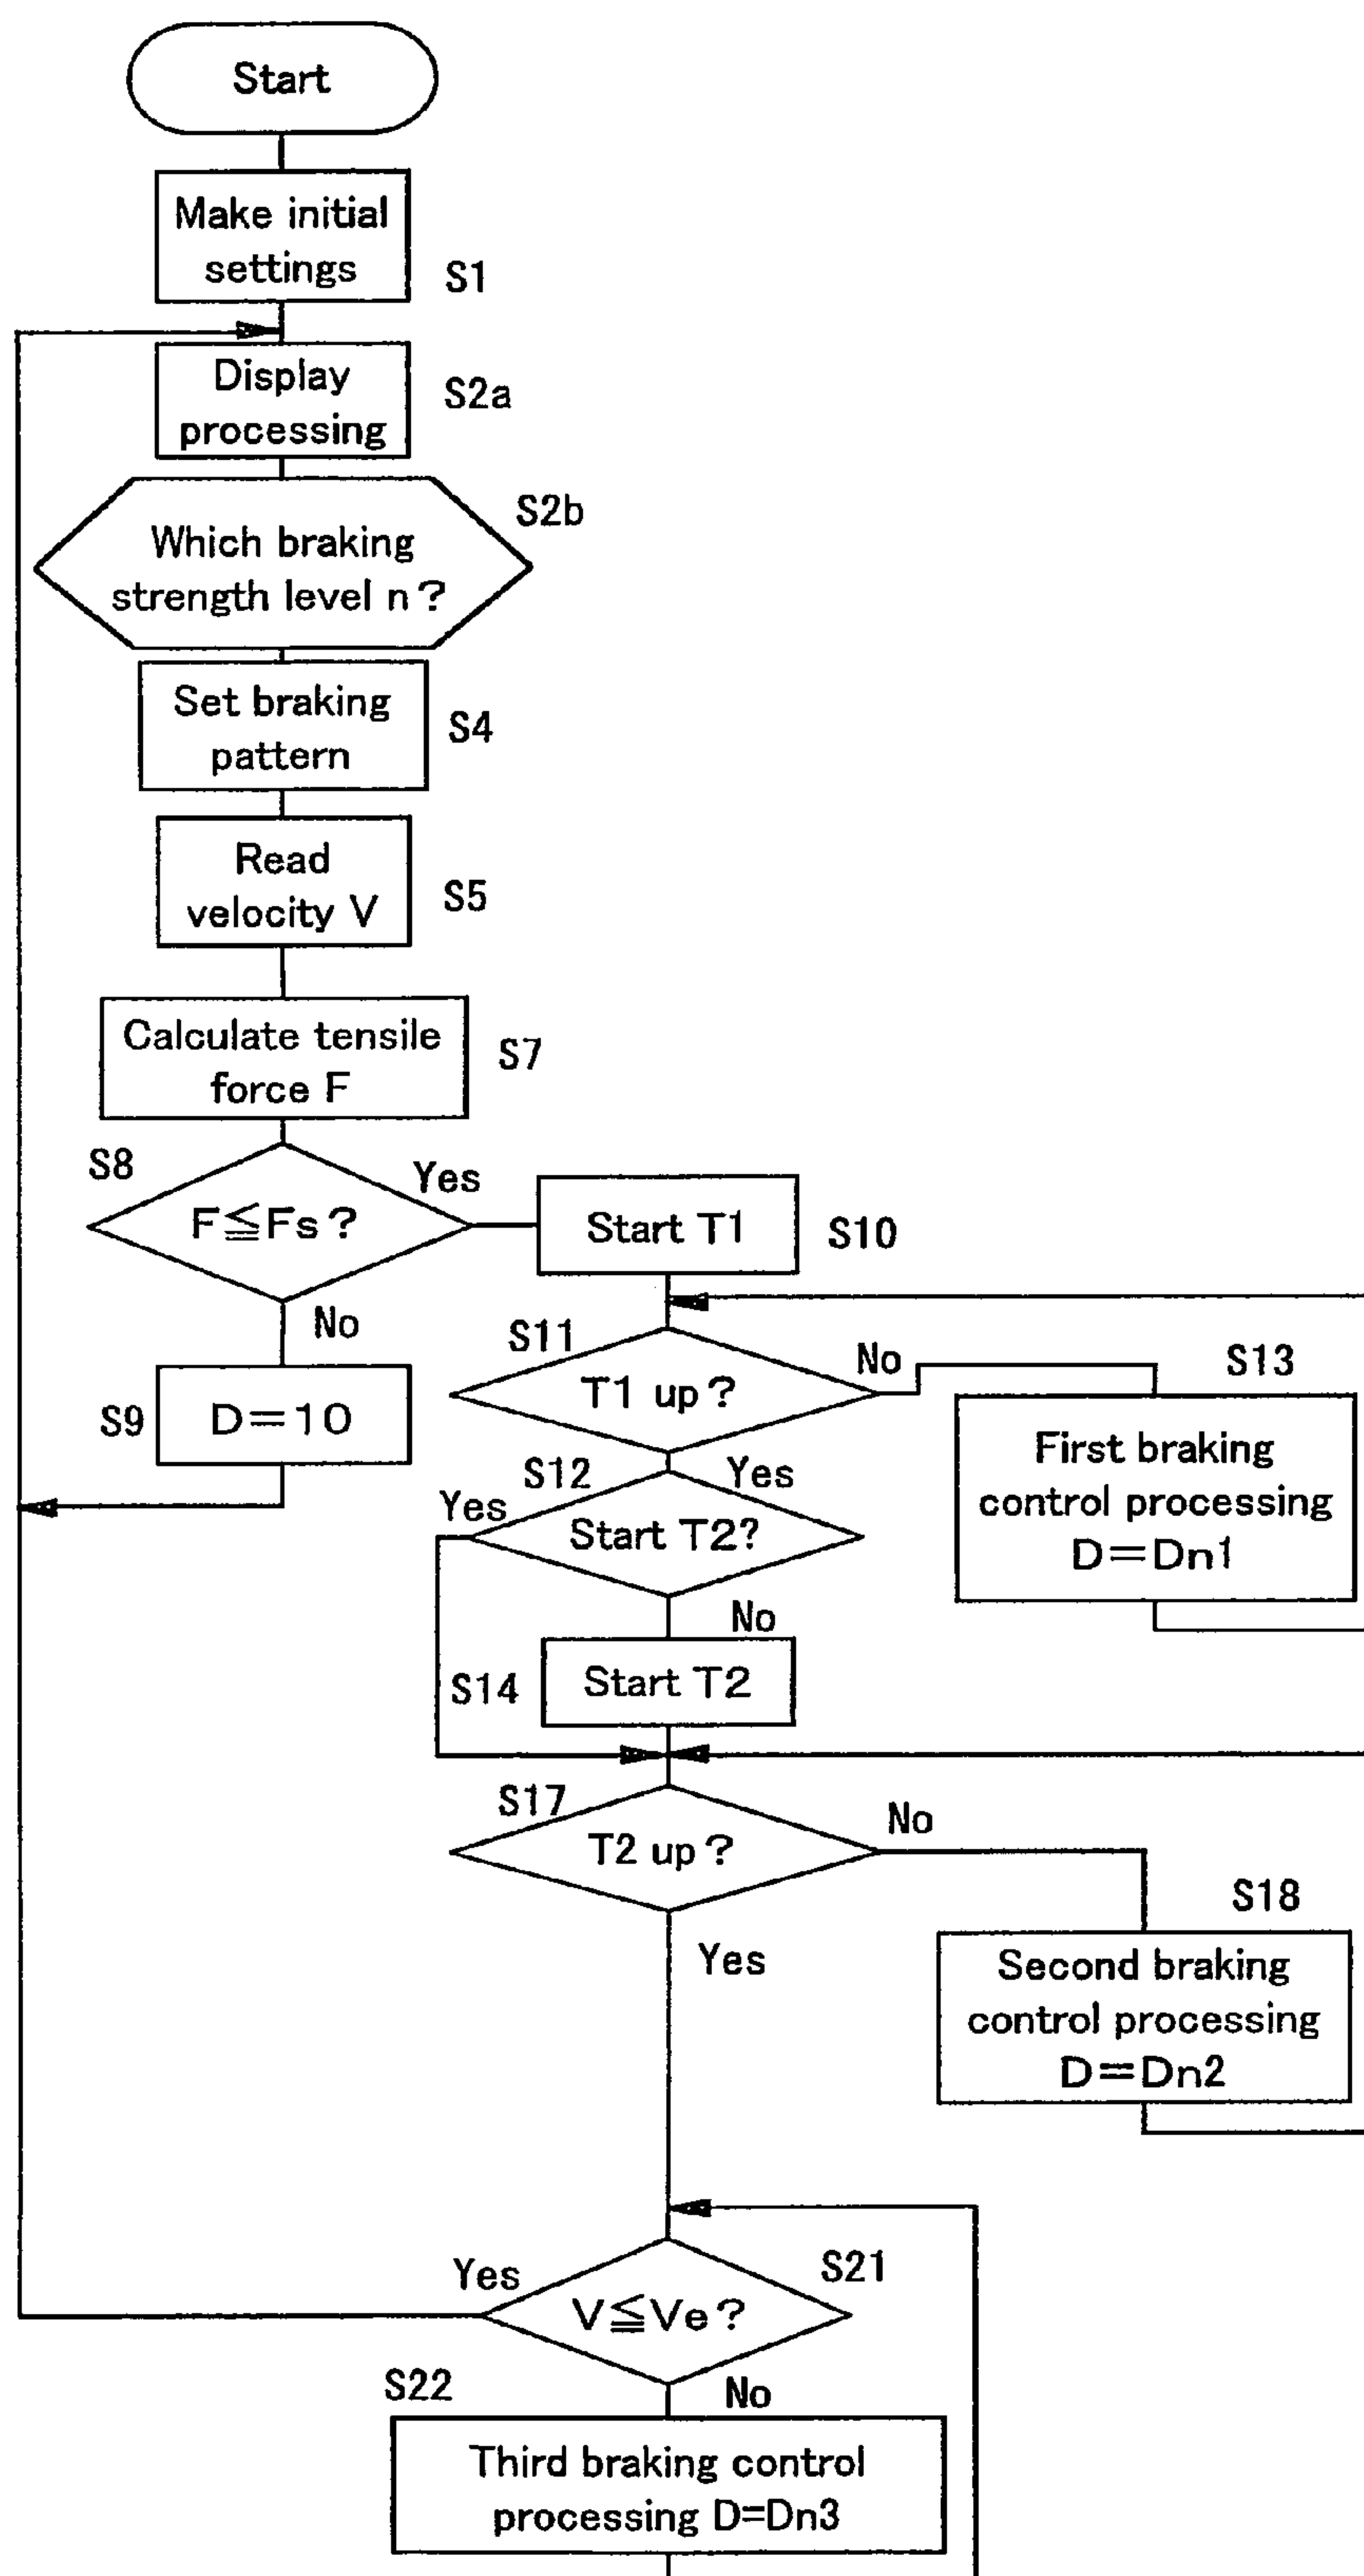 Start
Make initial
settings
S1
Display
processing
S2a
Which braking
strength level n?
S2b
Set braking
pattern
S4
Read
velocity V
S5
Calculate tensile
force F
S7
S8
F≦Fs?
Yes
No
Start T1
S10
S9
D=10
S11
T1 up?
No
Yes
S13
First braking
control processing
D=Dn1
S12
Start T2?
Yes
No
S14
Start T2
S17
T2 up?
No
Yes
S18
Second braking
control processing
D=Dn2
S21
V≦Ve?
Yes
No
S22
Third braking control
processing D=Dn3